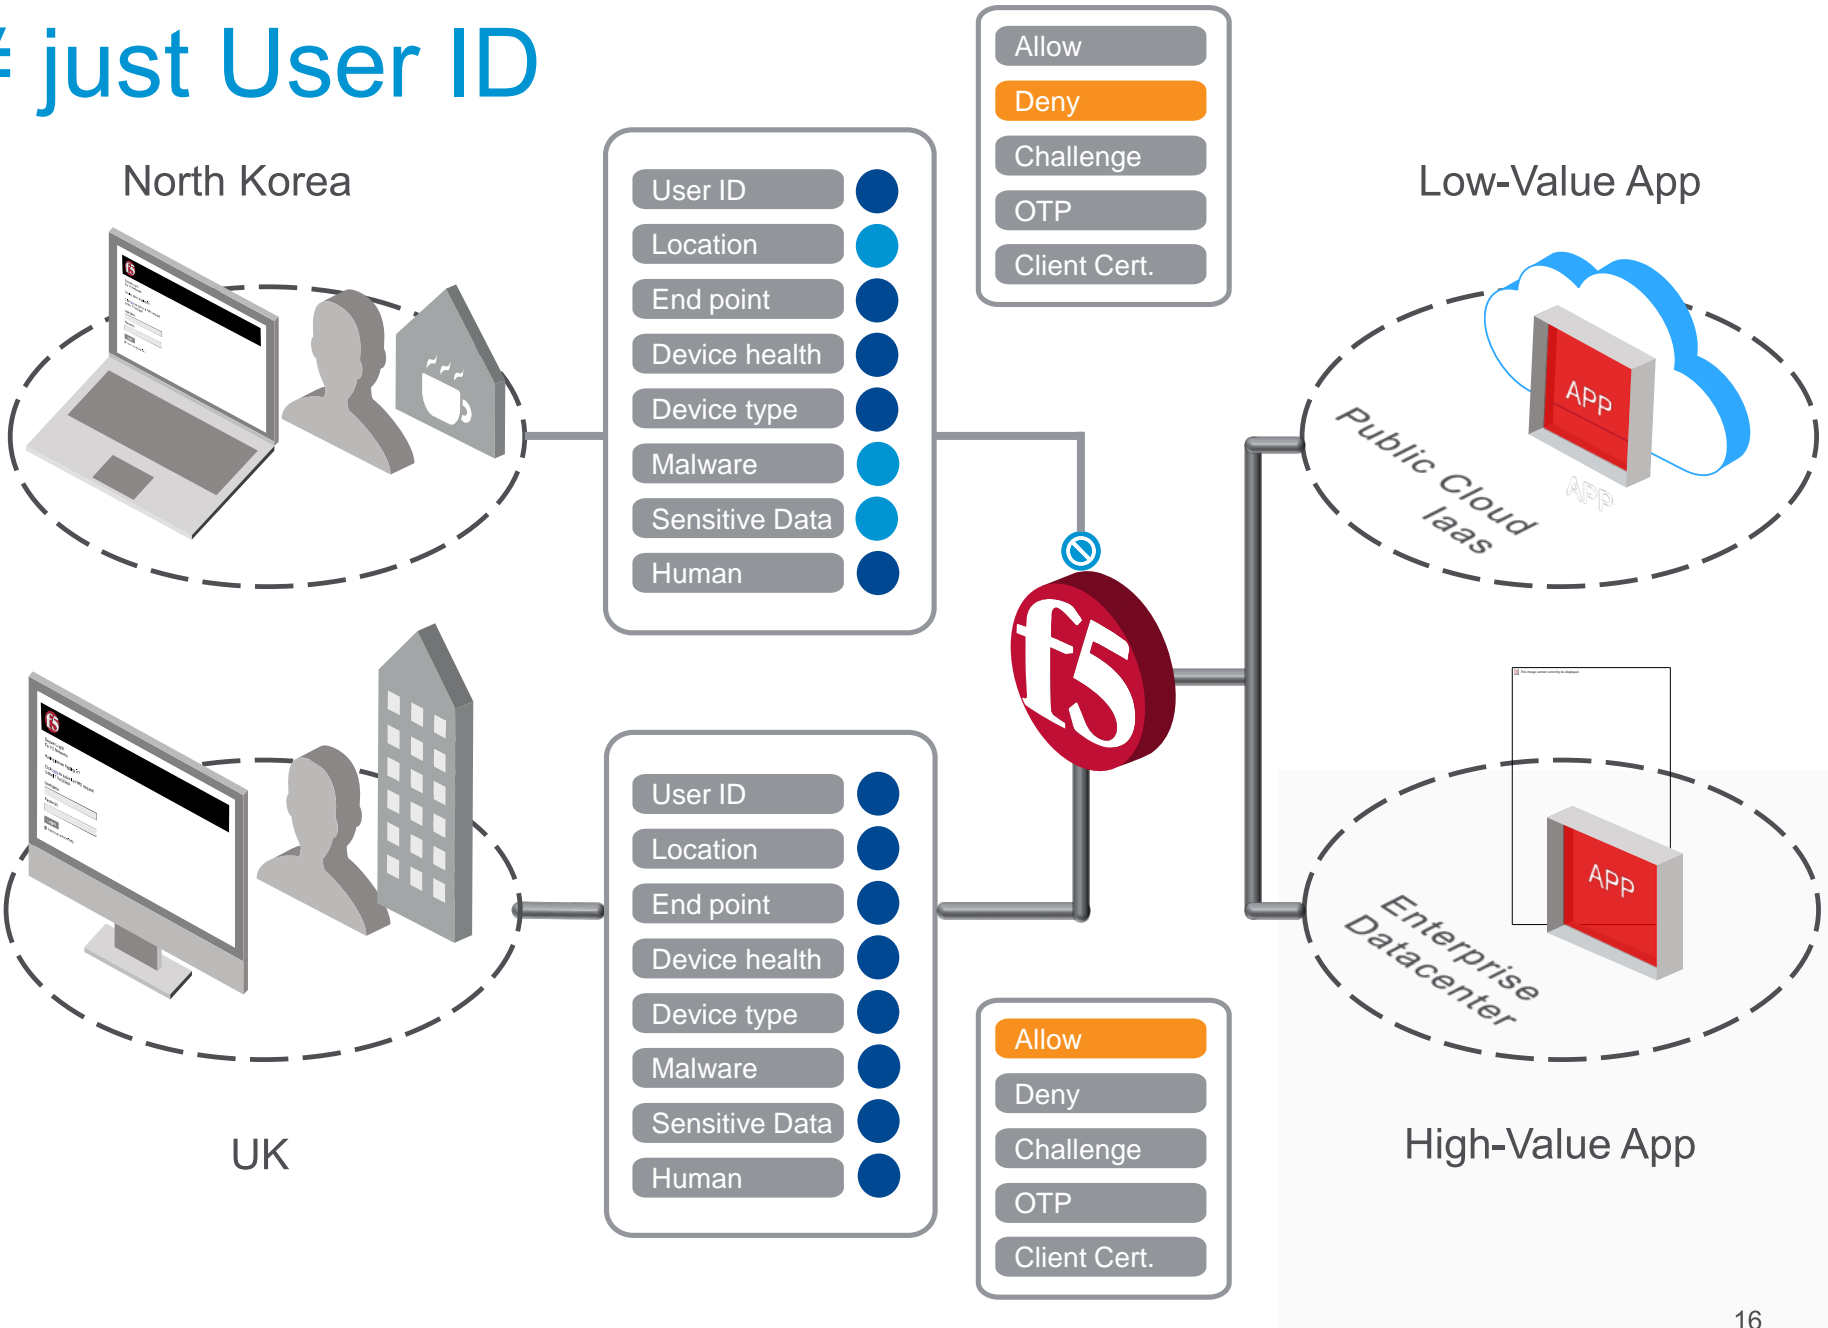 # just User ID
North Korea
User ID
Location
End point
Device health
Device type
Malware
Sensitive Data
Human
Allow
Deny
Challenge
OTP
Client Cert.
Low-Value App
APP
APP
Public Cloud
Iaas
f5
f5
f5
UK
User ID
Location
End point
Device health
Device type
Malware
Sensitive Data
Human
Allow
Deny
Challenge
OTP
Client Cert.
APP
Enterprise
Datacenter
High-Value App
16